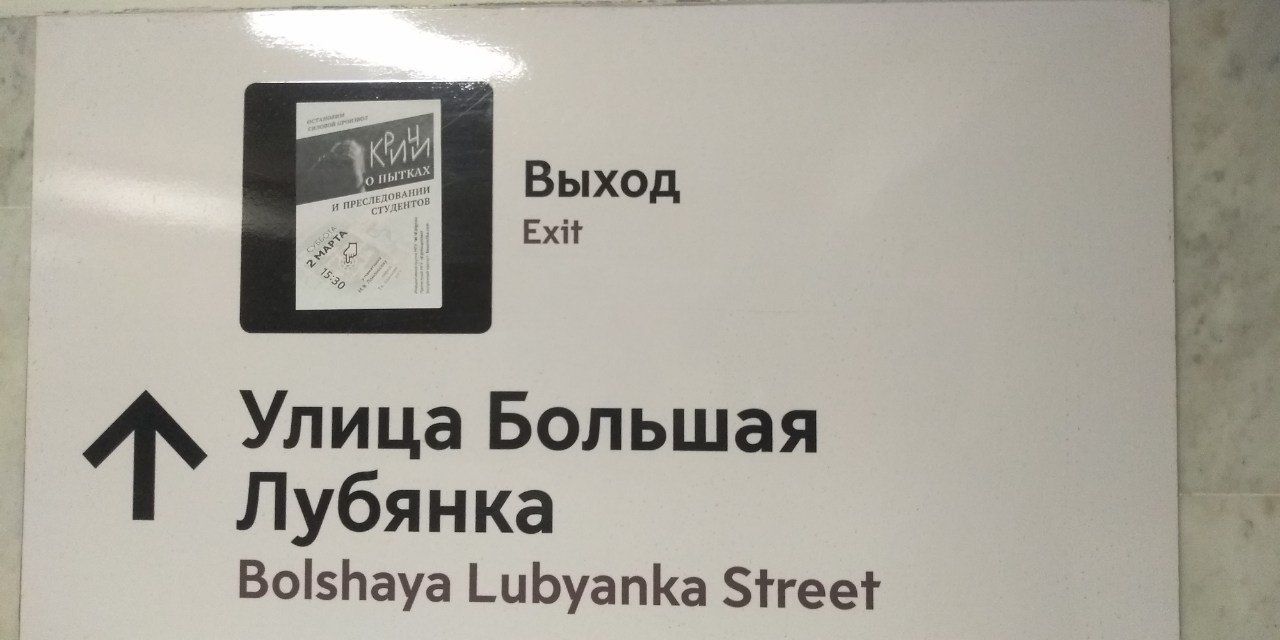 ОСТАНОВИМ
СИЛОВОЙ ПРОИЗВОЛ
КРИЧИ
О ПЫТКАХ
И ПРЕСЛЕДОВАНИИ
СТУДЕНТОВ
СУББОТА
2 МАРТА
15:30
Выход
Exit
Улица Большая
Лубянка
Bolshaya Lubyanka Street